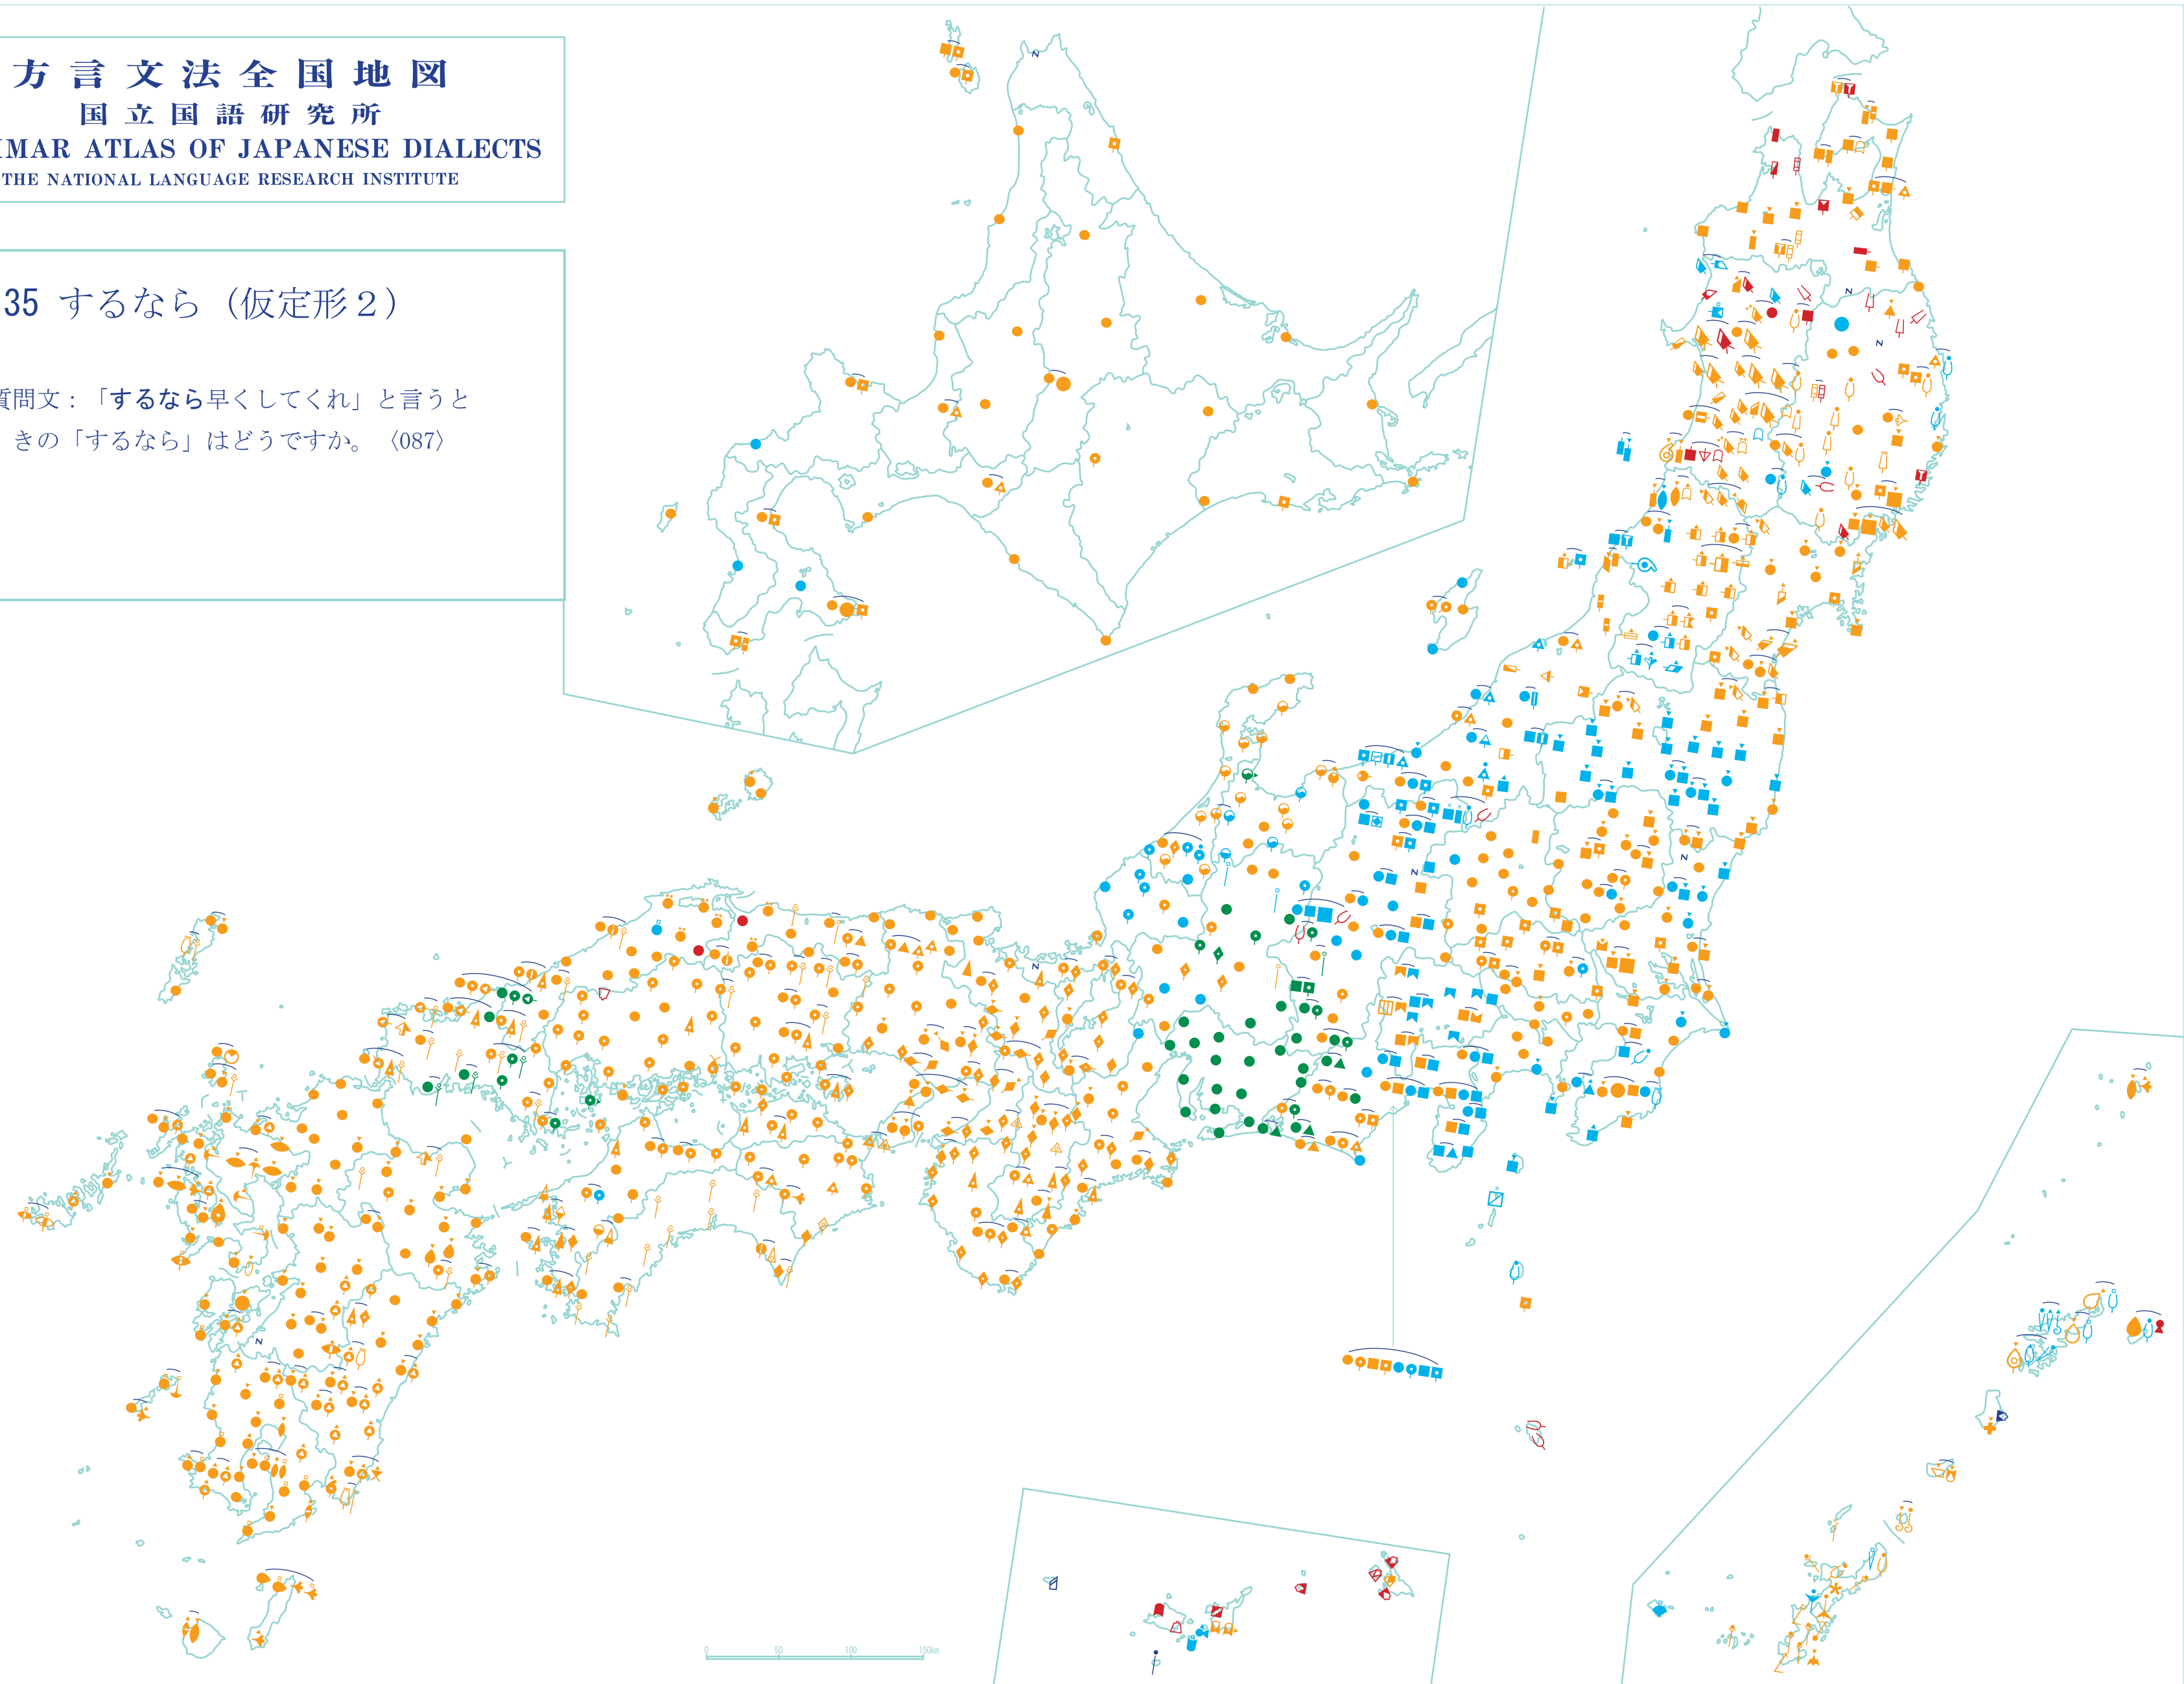 方言文法全国地図
国立国語研究所
MAR ATLAS OF JAPANESE DIALECTS
THE NATIONAL LANGUAGE RESEARCH INSTITUTE
35 するなら（仮定形２）
質問文：「するなら早くしてくれ」と言うと
きの「するなら」はどうですか。〈087〉
0 50 100 150km